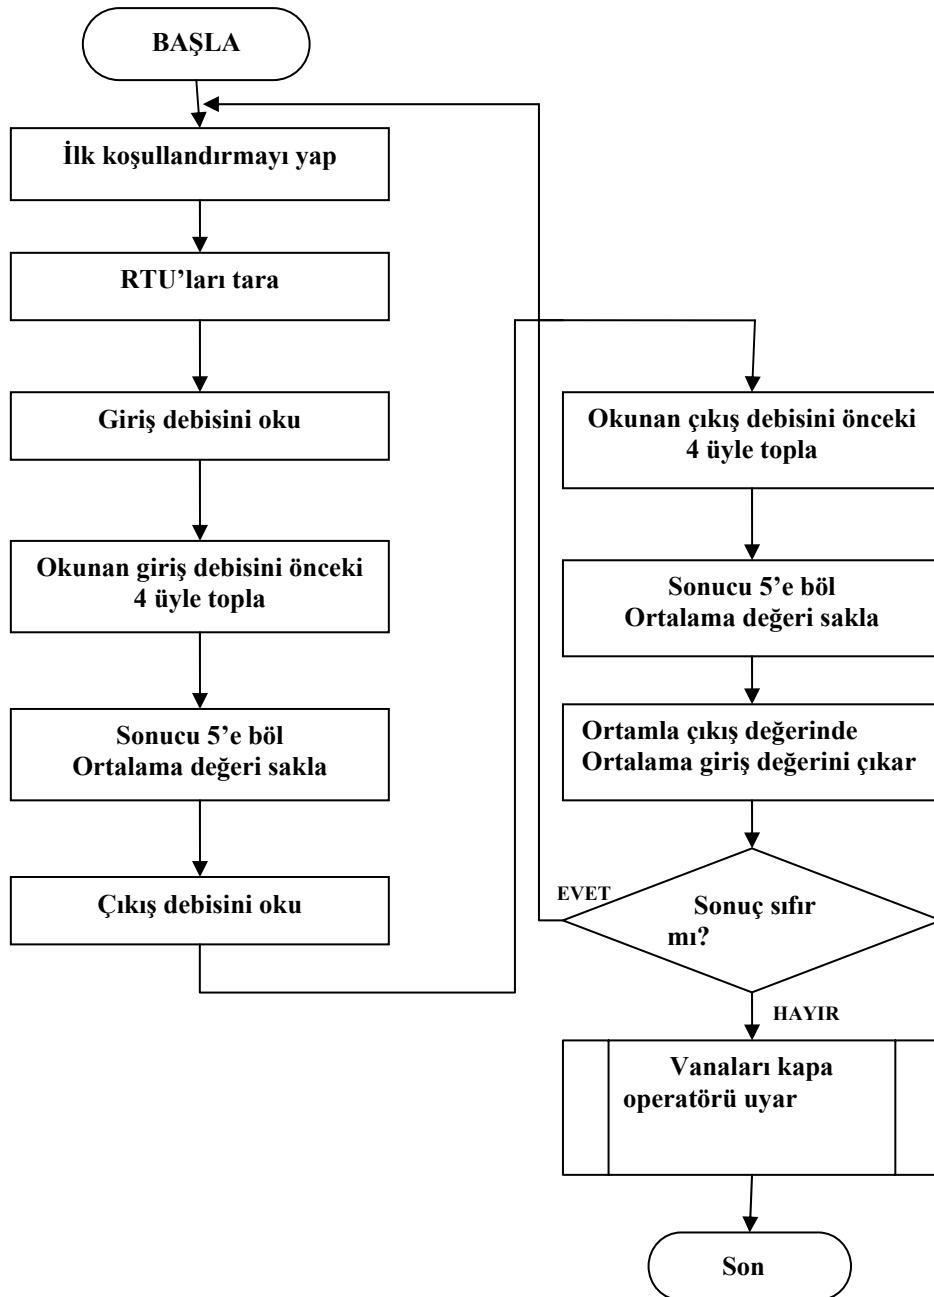 BAŞLA
İlk koşullandırmayı yap
RTU’ları tara
Giriş debisini oku
Okunan giriş debisini önceki
4 üyle topla
Sonucu 5’e böl
Ortalama değeri sakla
Çıkış debisini oku
Okunan çıkış debisini önceki
4 üyle topla
Sonucu 5’e böl
Ortalama değeri sakla
Ortamla çıkış değerinde
Ortalama giriş değerini çıkar
EVET
Sonuç sıfır
mı?
HAYIR
Vanaları kapa
operatörü uyar
Son